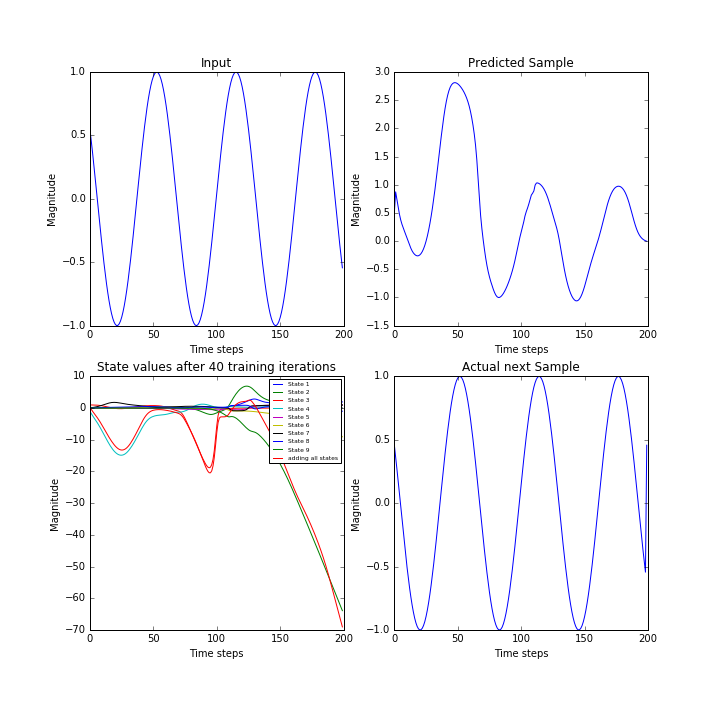 Input
Predicted Sample
1.0
0.5
0.0
−0.5
−1.0
Magnitude
0 50 100 150 200
Time steps
3.0
2.5
2.0
1.5
1.0
0.5
0.0
−0.5
−1.0
−1.5
Magnitude
0 50 100 150 200
Time steps
State values after 40 training iterations
Actual next Sample
10
0
−10
−20
−30
−40
−50
−60
−70
Magnitude
0 50 100 150 200
Time steps
State 1
State 2
State 3
State 4
State 5
State 6
State 7
State 8
State 9
adding all states
1.0
0.5
0.0
−0.5
−1.0
Magnitude
0 50 100 150 200
Time steps